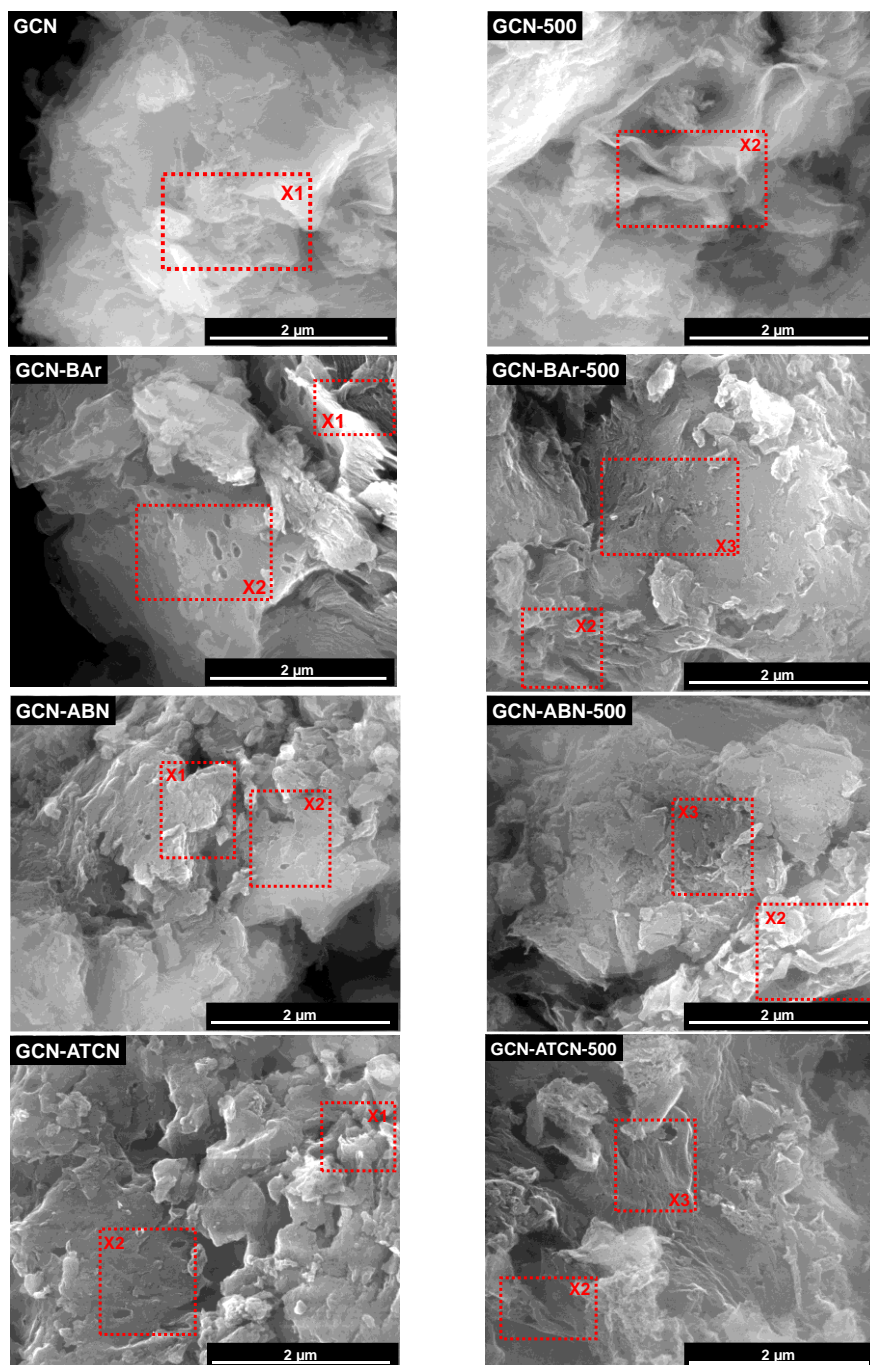 GCN
X1
2 µm
GCN-500
X2
2 µm
GCN-BAr
X1
X2
2 µm
GCN-BAr-500
X3
X2
2 µm
GCN-ABN
X1
X2
2 µm
GCN-ABN-500
X3
X2
2 µm
GCN-ATCN
X1
X2
2 µm
GCN-ATCN-500
X3
X2
2 µm